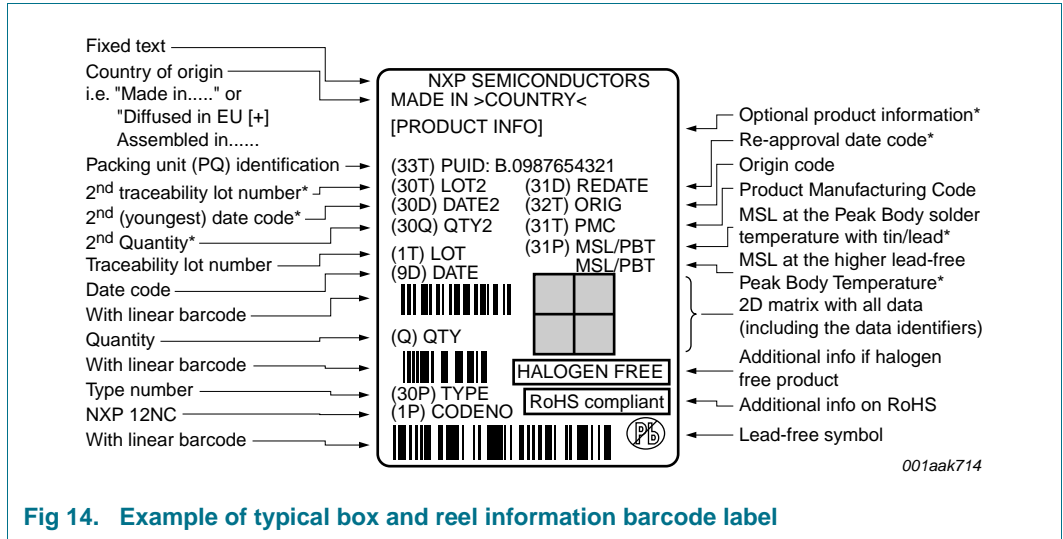 Fixed text
Country of origin
i.e. "Made in....." or
"Diffused in EU [+]
Assembled in......
Packing unit (PQ) identification
2nd traceability lot number*
2nd (youngest) date code*
2nd Quantity*
Traceability lot number
Date code
With linear barcode
Quantity
With linear barcode
Type number
NXP 12NC
With linear barcode
NXP SEMICONDUCTORS
MADE IN >COUNTRY<
[PRODUCT INFO]
(33T) PUID: B.0987654321
(30T) LOT2 (31D) REDATE
(30D) DATE2 (32T) ORIG
(30Q) QTY2 (31T) PMC
(31P) MSL/PBT
(1T) LOT MSL/PBT
(9D) DATE
(Q) QTY
HALOGEN FREE
(30P) TYPE
RoHS compliant
(1P) CODENO
Pb
Optional product information*
Re-approval date code*
Origin code
Product Manufacturing Code
MSL at the Peak Body solder
temperature with tin/lead*
MSL at the higher lead-free
Peak Body Temperature*
2D matrix with all data
(including the data identifiers)
Additional info if halogen
free product
Additional info on RoHS
Lead-free symbol
001aak714
Fig 14. Example of typical box and reel information barcode label